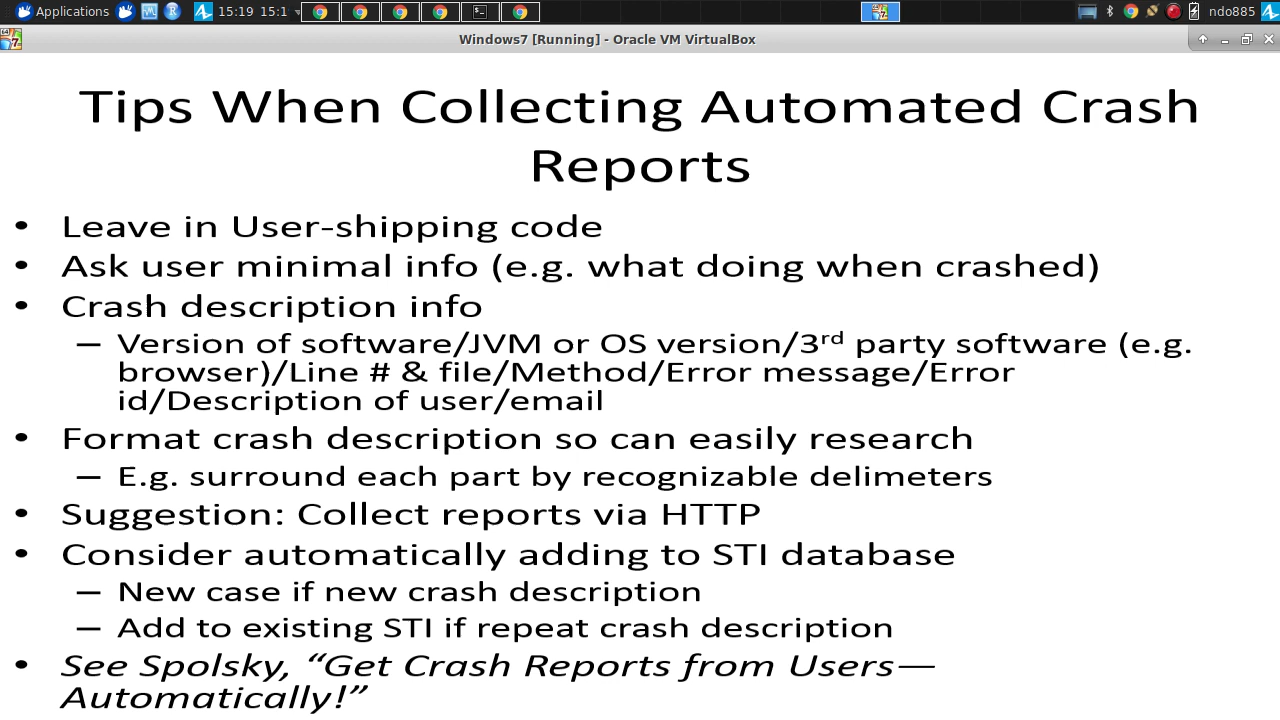 Applications 15:19 15:1 ndo885
Windows7 [Running] - Oracle VM VirtualBox
Tips When Collecting Automated Crash
Reports
• Leave in User-shipping code
• Ask user minimal info (e.g. what doing when crashed)
• Crash description info
– Version of software/JVM or OS version/3rd party software (e.g.
browser)/Line # & file/Method/Error message/Error
id/Description of user/email
• Format crash description so can easily research
– E.g. surround each part by recognizable delimeters
• Suggestion: Collect reports via HTTP
• Consider automatically adding to STI database
– New case if new crash description
– Add to existing STI if repeat crash description
• See Spolsky, “Get Crash Reports from Users—
Automatically!”